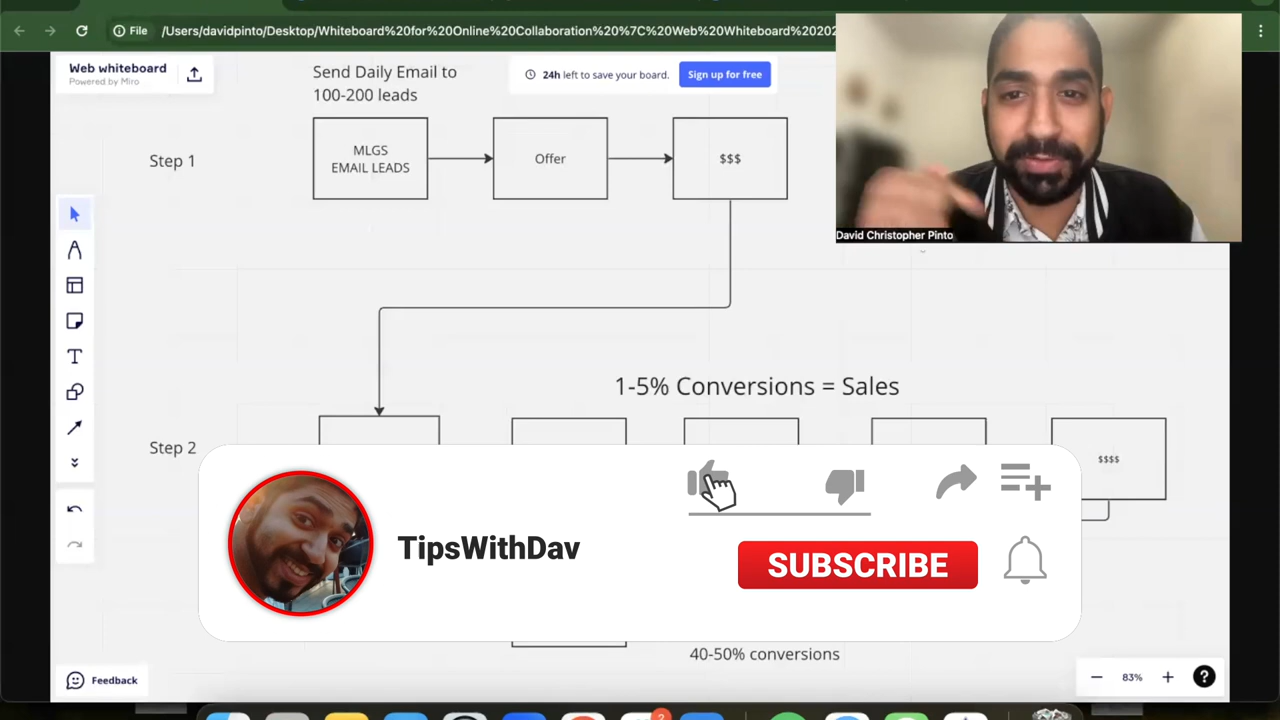 File
/Users/davidpinto/Desktop/Whiteboard%20for%20Online%20Collaboration%20%7C%20Web%20Whiteboard%20202
Web whiteboard
Powered by Miro
Send Daily Email to
100-200 leads
24h left to save your board.
Sign up for free
David Christopher Pinto
Step 1
MLGS
EMAIL LEADS
Offer
$$$
1-5% Conversions = Sales
Step 2
$$$$
TipsWithDav
SUBSCRIBE
40-50% conversions
Feedback
83%
2